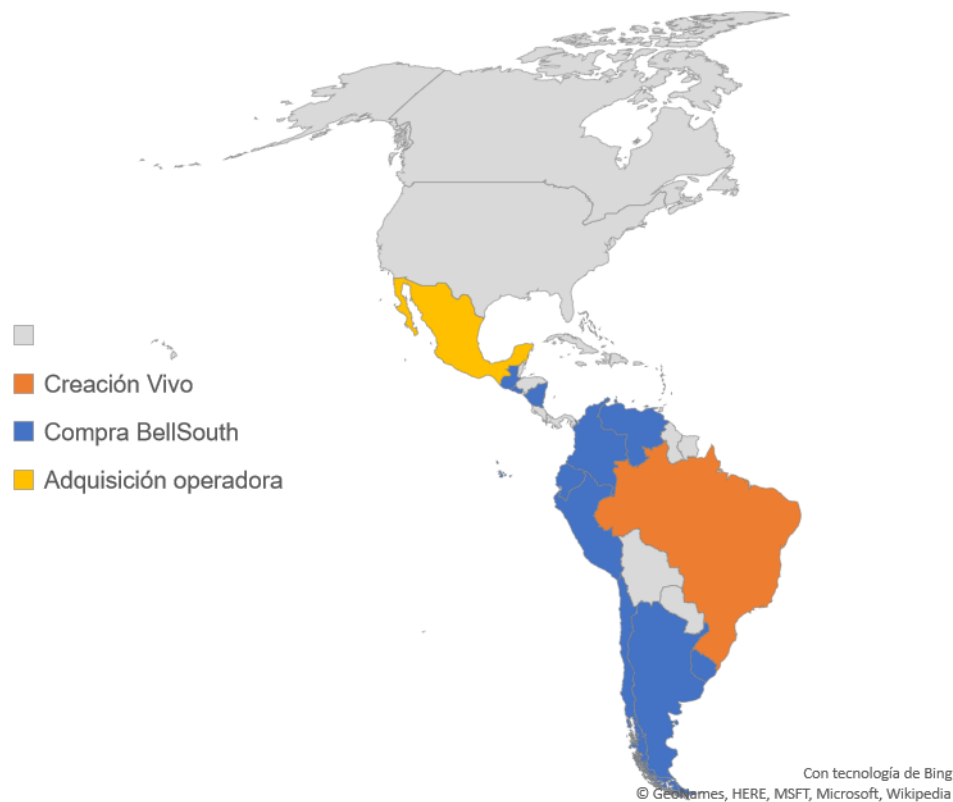 Creación Vivo
Compra BellSouth
Adquisición operadora
Con tecnología de Bing
© GeoNames, HERE, MSFT, Microsoft, Wikipedia